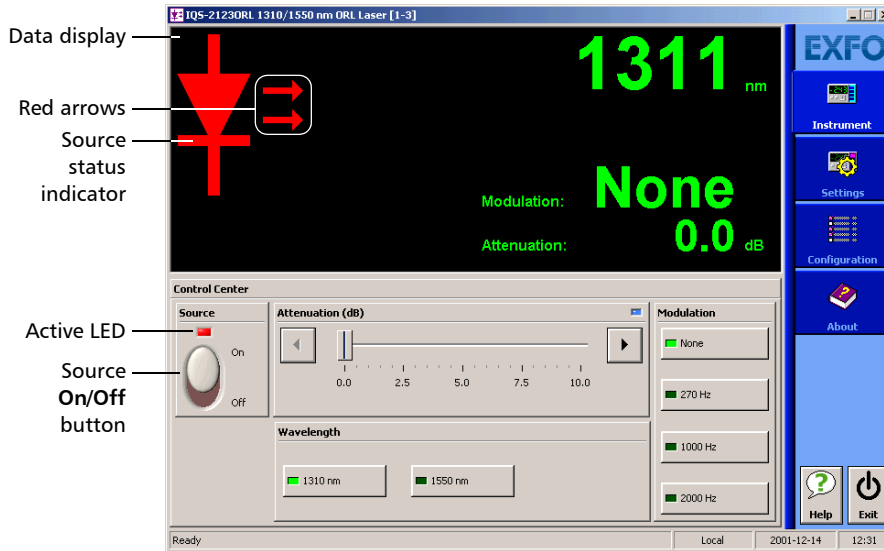 IQS-2123ORL 1310/1550 nm ORL Laser [1-3]
Data display
Red arrows
Source
status
indicator
1311 nm
Modulation: None
Attenuation: 0.0 dB
EXFO
Instrument
Settings
Configuration
About
Control Center
Active LED
Source
On/Off
button
Source
On
Off
Attenuation (dB)
0.0 2.5 5.0 7.5 10.0
Modulation
None
270 Hz
1000 Hz
2000 Hz
Wavelength
1310 nm 1550 nm
Help Exit
Ready Local 2001-12-14 12:31